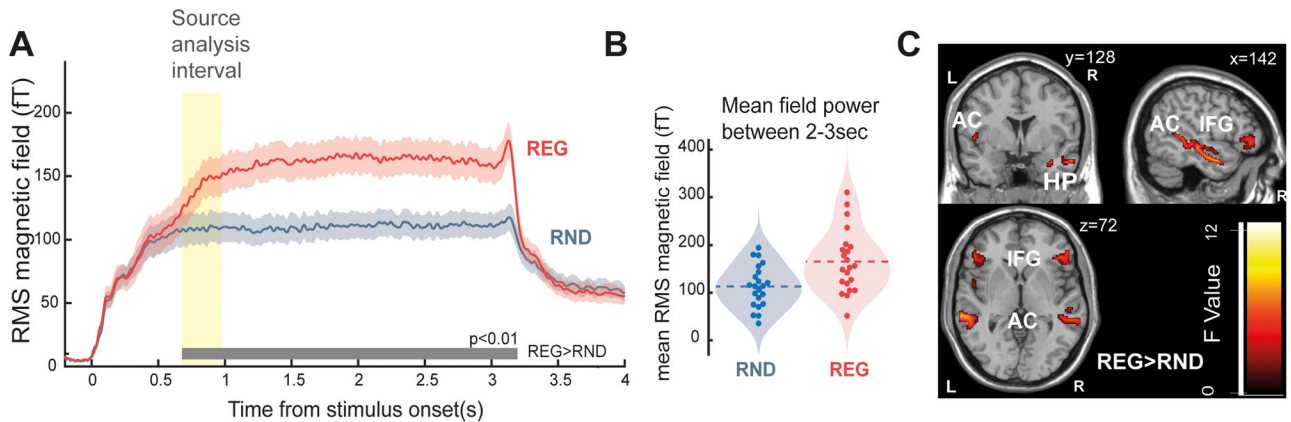 A
Source
analysis
interval
RMS magnetic field (fT)
200
150
100
50
0
REG
RND
p<0.01
REG>RND
0
0.5
1
1.5
2
2.5
3
3.5
4
Time from stimulus onset(s)
B
Mean field power
between 2-3sec
mean RMS magnetic field (fT)
400
300
200
100
0
RND
REG
C
y=128
L
R
AC
HP
x=142
AC
IFG
R
z=72
IFG
AC
L
R
REG>RND
F Value
12
0